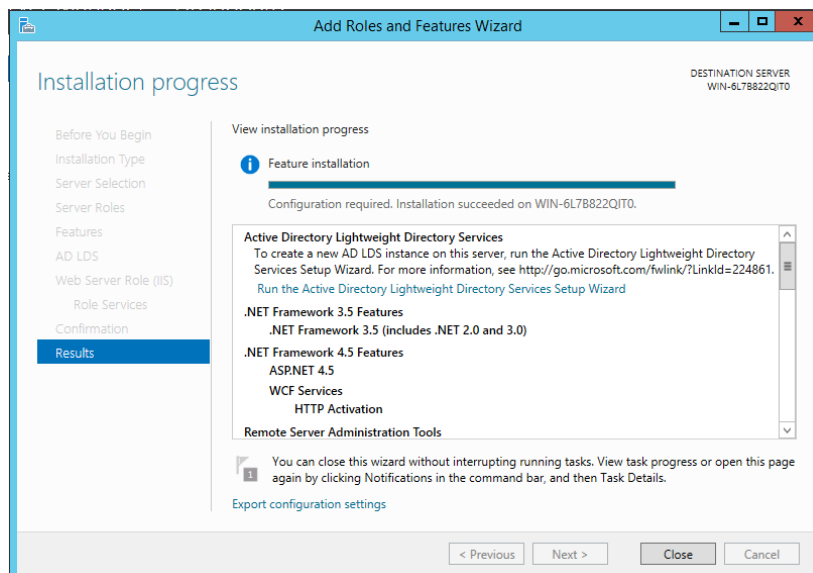 Add Roles and Features Wizard
Installation progress
DESTINATION SERVER
WIN-6L7B822QIT0
Before You Begin
Installation Type
Server Selection
Server Roles
Features
AD LDS
Web Server Role (IIS)
Role Services
Confirmation
Results
View installation progress
Feature installation
Configuration required. Installation succeeded on WIN-6L7B822QIT0.
Active Directory Lightweight Directory Services
To create a new AD LDS instance on this server, run the Active Directory Lightweight Directory
Services Setup Wizard. For more information, see http://go.microsoft.com/fwlink/?LinkId=224861.
Run the Active Directory Lightweight Directory Services Setup Wizard
.NET Framework 3.5 Features
.NET Framework 3.5 (includes .NET 2.0 and 3.0)
.NET Framework 4.5 Features
ASP.NET 4.5
WCF Services
HTTP Activation
Remote Server Administration Tools
1
You can close this wizard without interrupting running tasks. View task progress or open this page
again by clicking Notifications in the command bar, and then Task Details.
Export configuration settings
< Previous
Next >
Close
Cancel